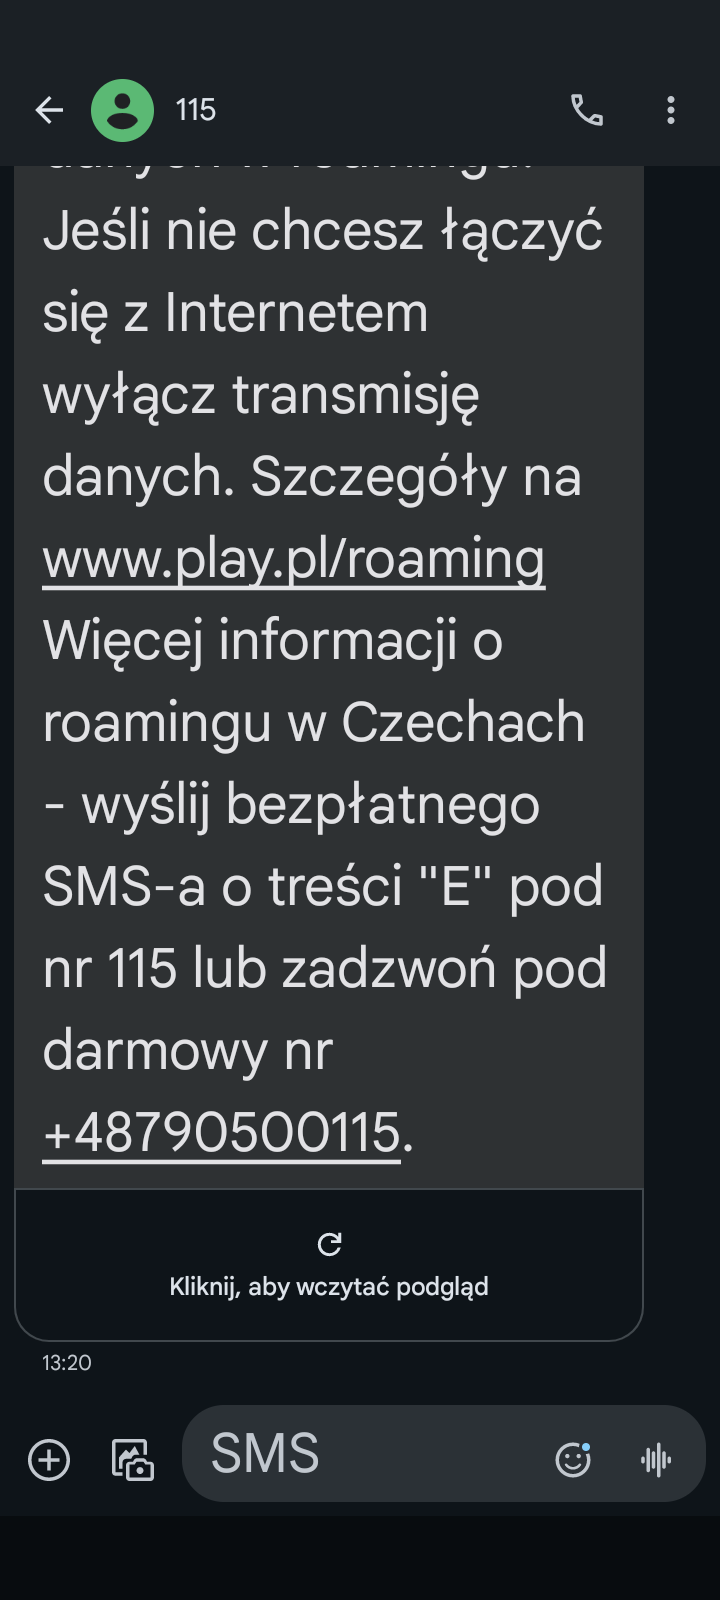 115
danych w roamingu.
Jeśli nie chcesz łączyć
się z Internetem
wyłącz transmisję
danych. Szczegóły na
www.play.pl/roaming
Więcej informacji o
roamingu w Czechach
- wyślij bezpłatnego
SMS-a o treści "E" pod
nr 115 lub zadzwoń pod
darmowy nr
+48790500115.
Kliknij, aby wczytać podgląd
13:20
SMS